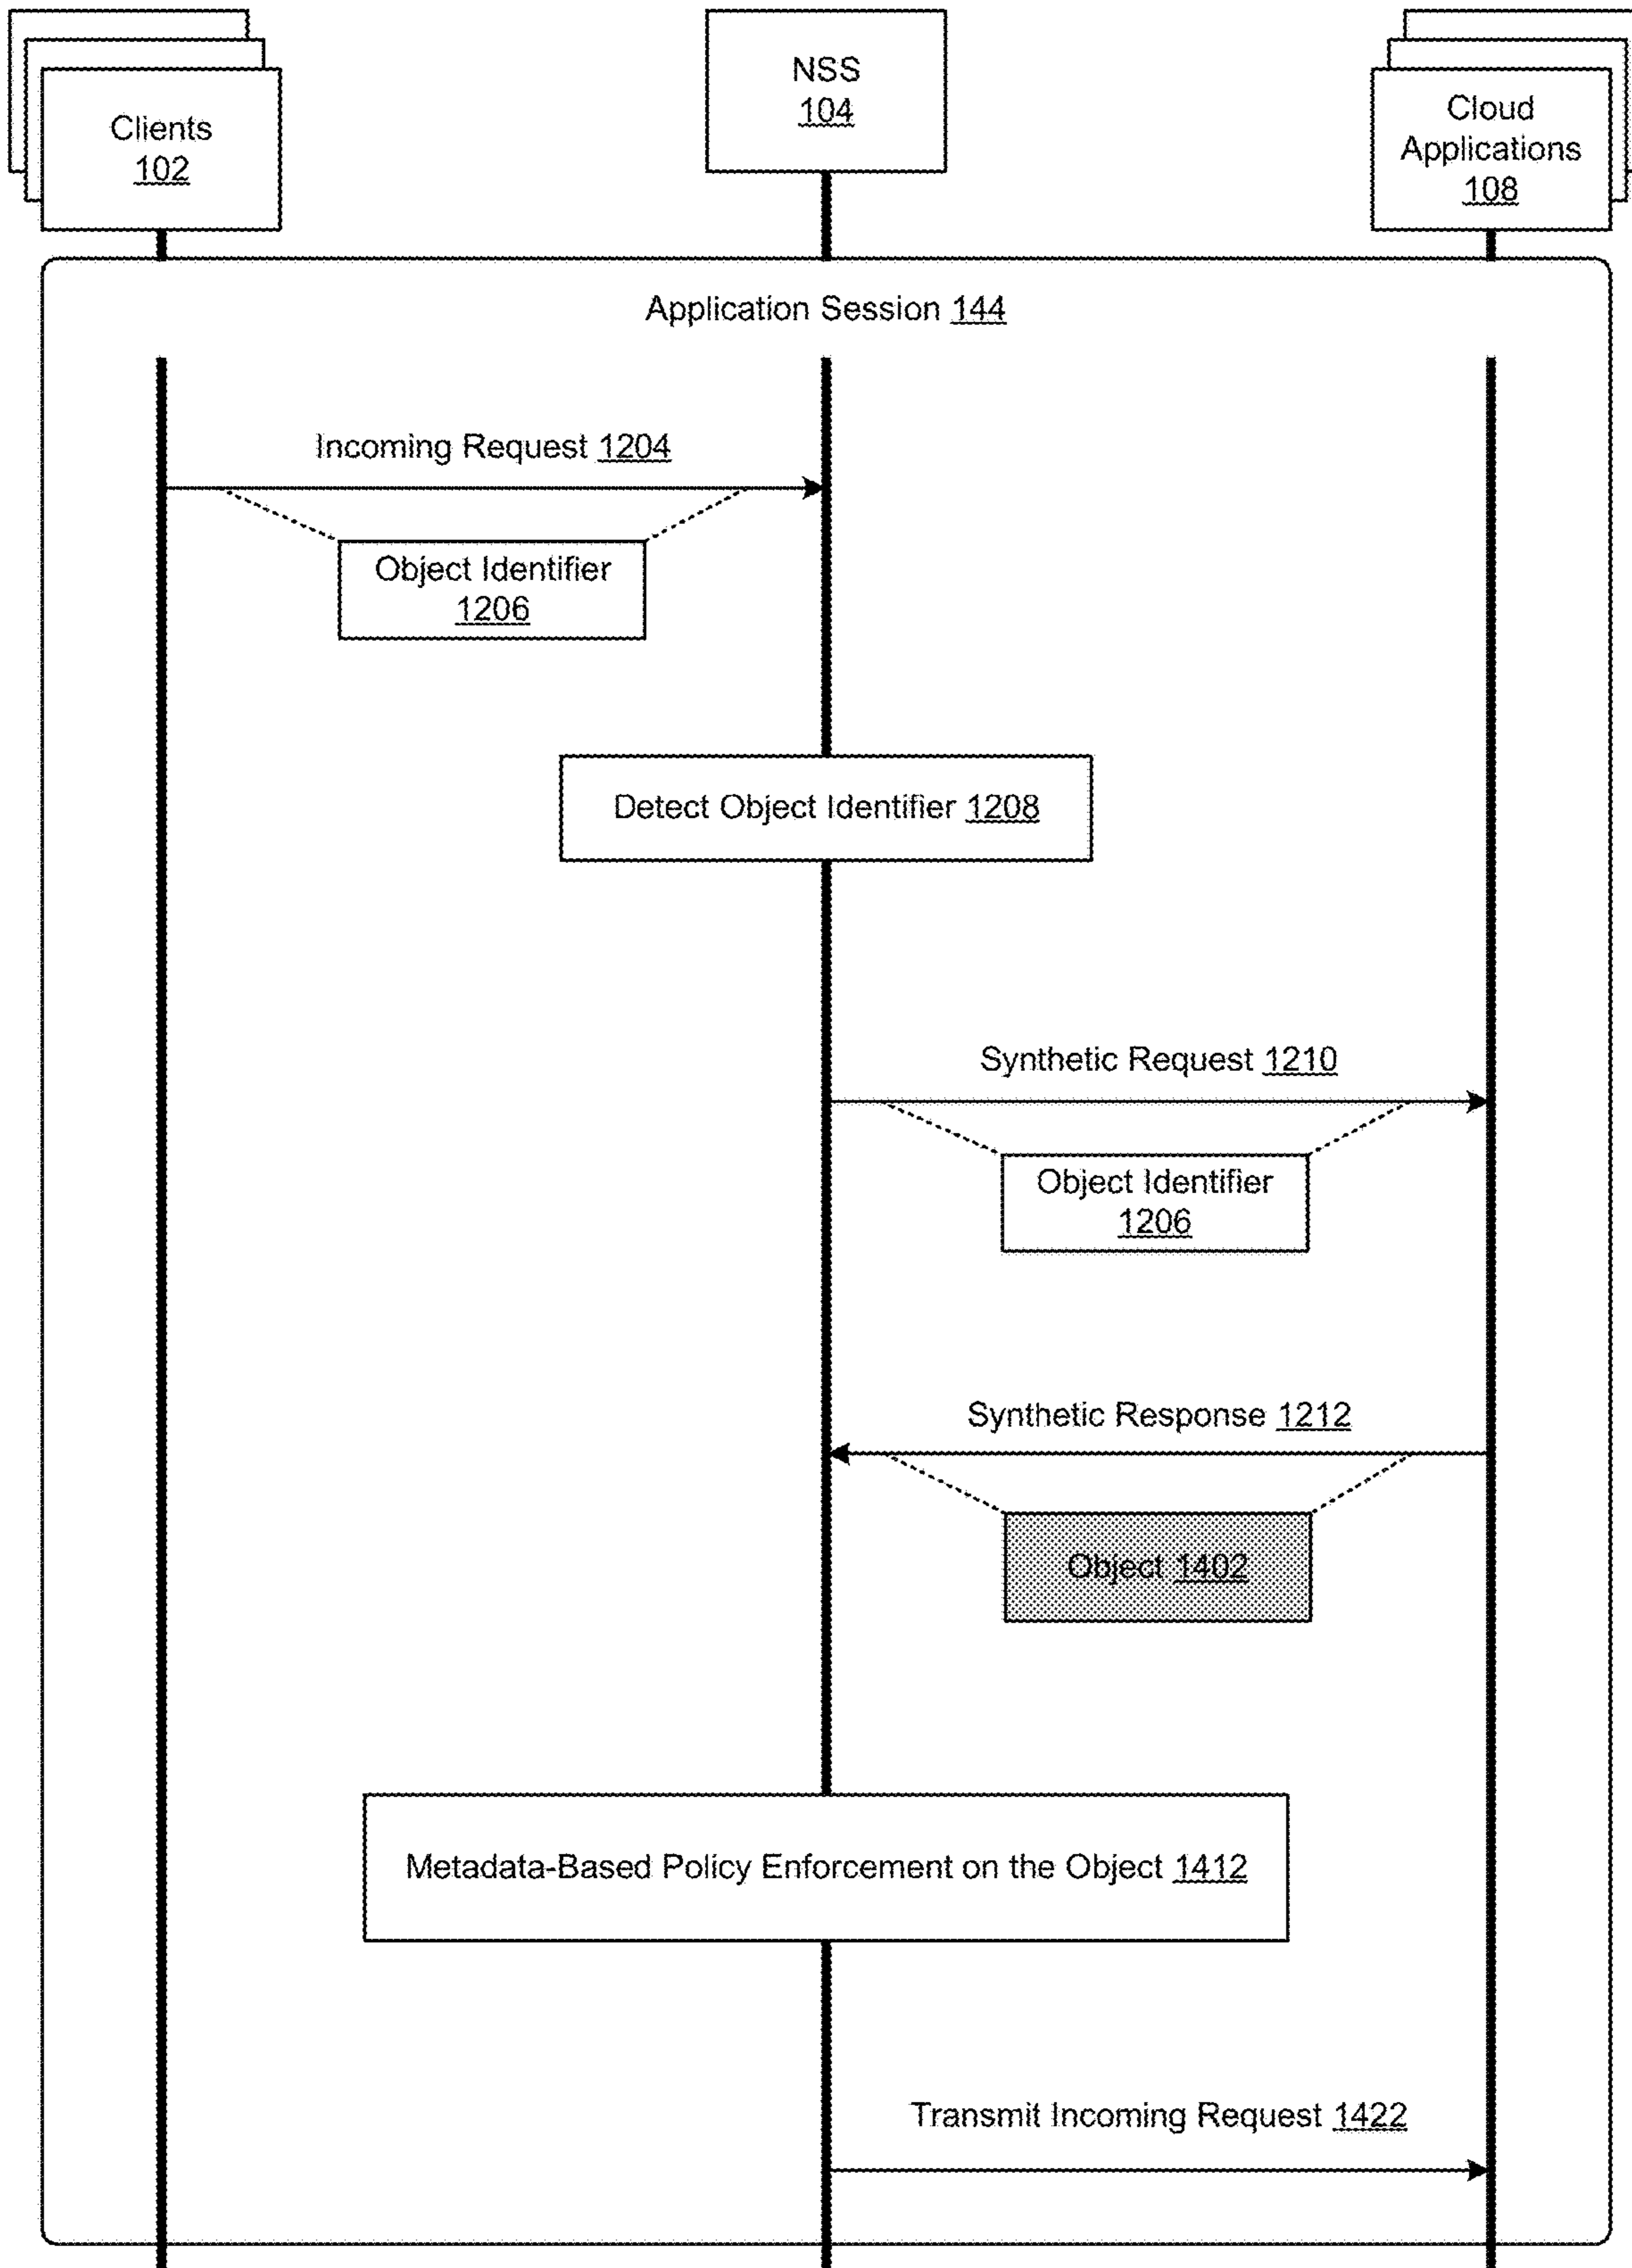 Clients
102
NSS
104
Cloud
Applications
108
Application Session 144
Incoming Request 1204
Object Identifier
1206
Detect Object Identifier 1208
Synthetic Request 1210
Object Identifier
1206
Synthetic Response 1212
Object 1402
Metadata-Based Policy Enforcement on the Object 1412
Transmit Incoming Request 1422